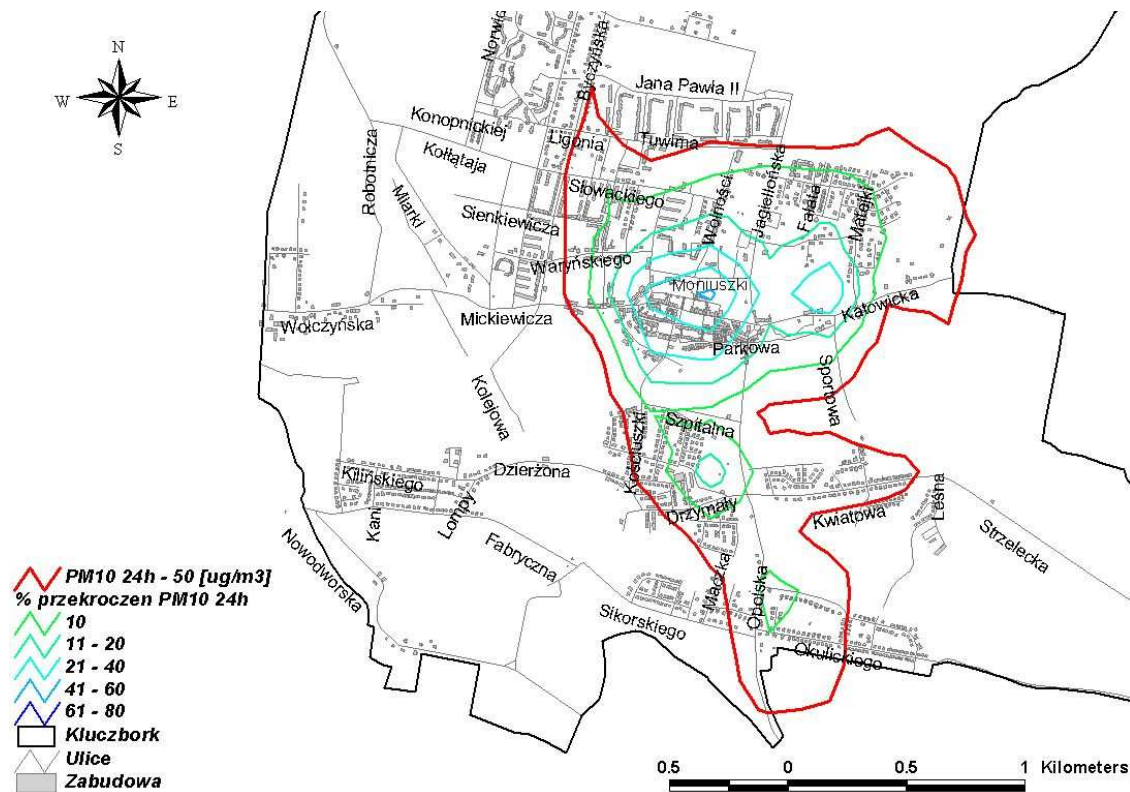 N
W
E
S
Norwi
Byczyńska
Jana Pawła II
Konopnickiej
Ligonia
Tuwima
Kołłątaja
Robotnicza
Miarki
Słowackiego
Sienkiewicza
Wolności
Jagiellońska
Fałata
Matejki
Waryńskiego
Moniuszki
Katowicka
Wołczyńska
Mickiewicza
Parkowa
Sportowa
Kolejowa
Szpitalna
Kościuszki
Dzierżona
Kilińskiego
Kani
Lompy
Drzymały
Kwiatowa
Leśna
Strzelecka
Nowodworska
Fabryczna
Maczka
Opolska
Sikorskiego
Okulickiego
PM10 24h - 50 [ug/m3]
% przekroczen PM10 24h
10
11 - 20
21 - 40
41 - 60
61 - 80
Kluczbork
Ulice
Zabudowa
0.5 0 0.5 1 Kilometers